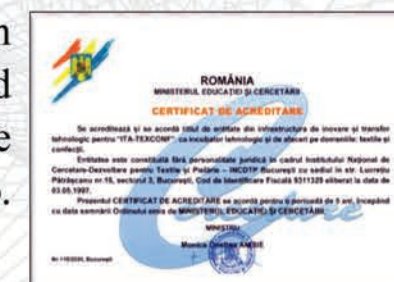 n
d
e
.
ROMÂNIA
MINISTERUL EDUCAȚIEI ȘI CERCETĂRII
CERTIFICAT DE ACREDITARE
Se acreditează și se acordă titlul de entitate din infrastructura de inovare și transfer
tehnologic pentru "ITA-TEXCONF", ca incubator tehnologic și de afaceri pe domeniile: textile și
confecții.
Entitatea este constituită fără personalitate juridică în cadrul Institutului Național de
Cercetare-Dezvoltare pentru Textile și Pielărie – INCDTP București cu sediul în str. Lucrețiu
Pătrășcanu nr.16, sectorul 3, București, Cod de Identificare Fiscală 9311329 eliberat la data de
03.05.1997.
Prezentul CERTIFICAT DE ACREDITARE se acordă pentru o perioadă de 5 ani, începând
cu data semnării Ordinului emis de MINISTERUL EDUCAȚIEI ȘI CERCETĂRII.
MINISTRU
Monica Cristina ANISIE
București